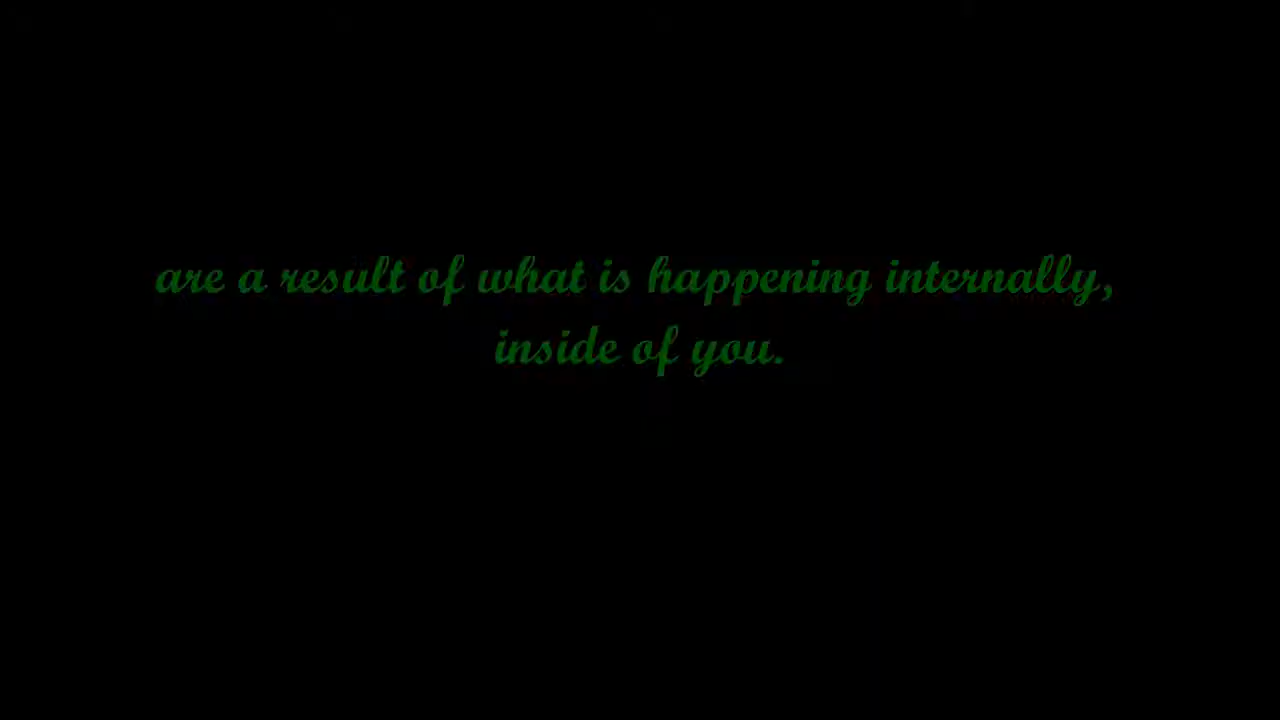 are a result of what is happening internally,
inside of you.